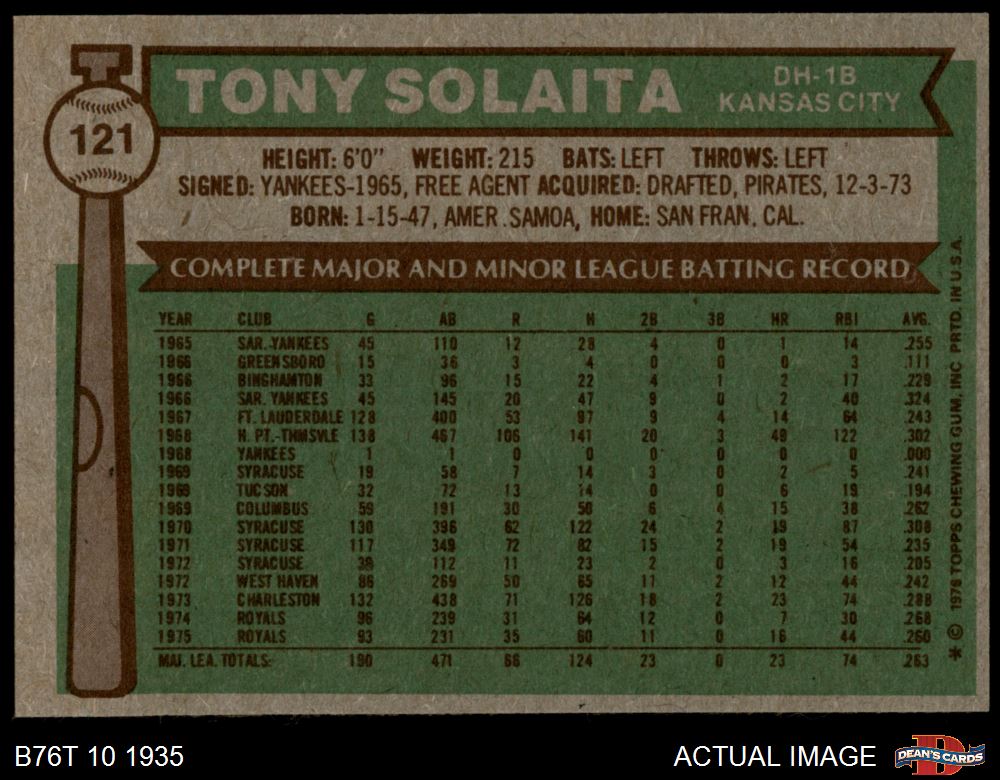 TONY SOLAITA
DH-1B
KANSAS CITY
121
HEIGHT: 6'0" WEIGHT: 215 BATS: LEFT THROWS: LEFT
SIGNED: YANKEES-1965, FREE AGENT ACQUIRED: DRAFTED, PIRATES, 12-3-73
BORN: 1-15-47, AMER. SAMOA, HOME: SAN FRAN, CAL.
COMPLETE MAJOR AND MINOR LEAGUE BATTING RECORD
YEAR CLUB G AB R H 2B 3B HR RBI AVG.
1965 SAR. YANKEES 45 110 12 28 4 0 1 14 .255
1966 GREENSBORO 15 36 3 4 0 0 0 3 .111
1966 BINGHAMTON 33 96 15 22 4 1 2 17 .229
1966 SAR. YANKEES 45 145 20 47 9 0 2 40 .324
1967 FT. LAUDERDALE 128 400 53 97 9 4 14 64 .243
1968 H. PT.-THMSVLE 138 467 106 141 20 3 49 122 .302
1968 YANKEES 1 1 0 0 0 0 0 0 .000
1969 SYRACUSE 19 58 7 14 3 0 2 5 .241
1969 TUCSON 32 72 13 14 0 0 6 19 .194
1969 COLUMBUS 59 191 30 50 6 4 15 38 .262
1970 SYRACUSE 130 396 62 122 24 2 19 87 .308
1971 SYRACUSE 117 349 72 82 15 2 19 54 .235
1972 SYRACUSE 38 112 11 23 2 0 3 16 .205
1972 WEST HAVEN 86 269 50 65 11 2 12 44 .242
1973 CHARLESTON 132 438 71 126 18 2 23 74 .288
1974 ROYALS 96 239 31 64 12 0 7 30 .268
1975 ROYALS 93 231 35 60 11 0 16 44 .260
MAJ. LEA. TOTALS: 190 471 66 124 23 0 23 74 .263
* © 1976 TOPPS CHEWING GUM, INC PRTD. IN U.S.A.
B76T 10 1935
ACTUAL IMAGE
D
DEAN'S CARDS